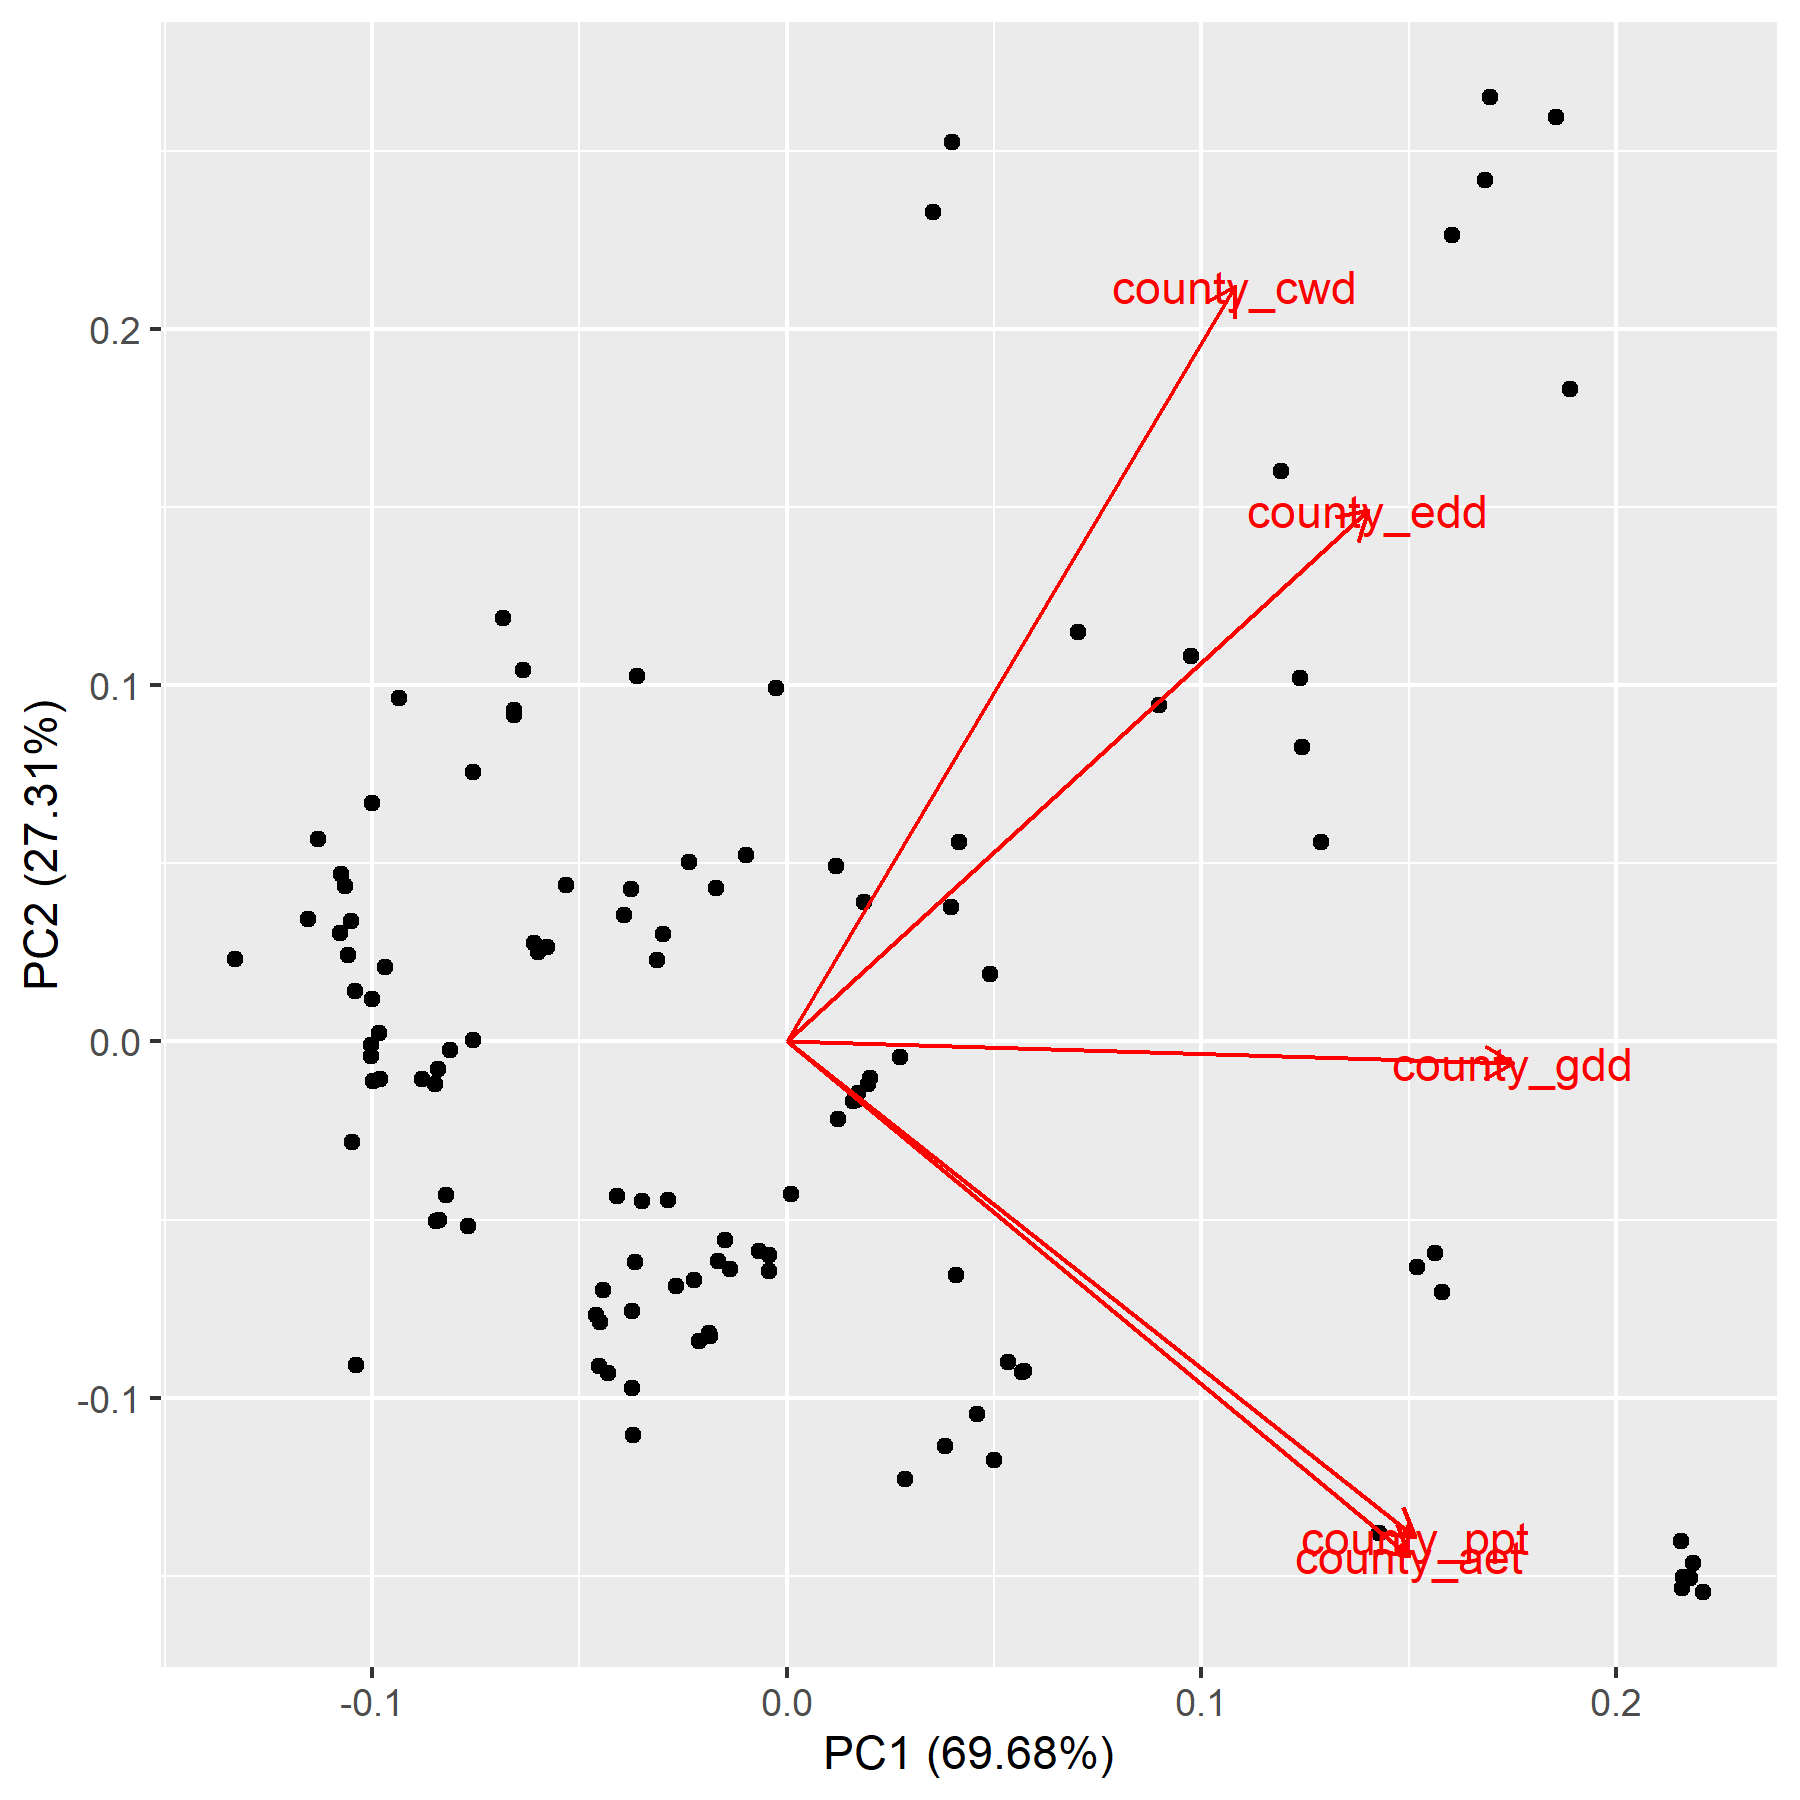 county_cwd
0.2
county_edd
0.1
PC2 (27.31%)
0.0
county_gdd
-0.1
county_ppt
county_aet
-0.1
0.0
0.1
0.2
PC1 (69.68%)